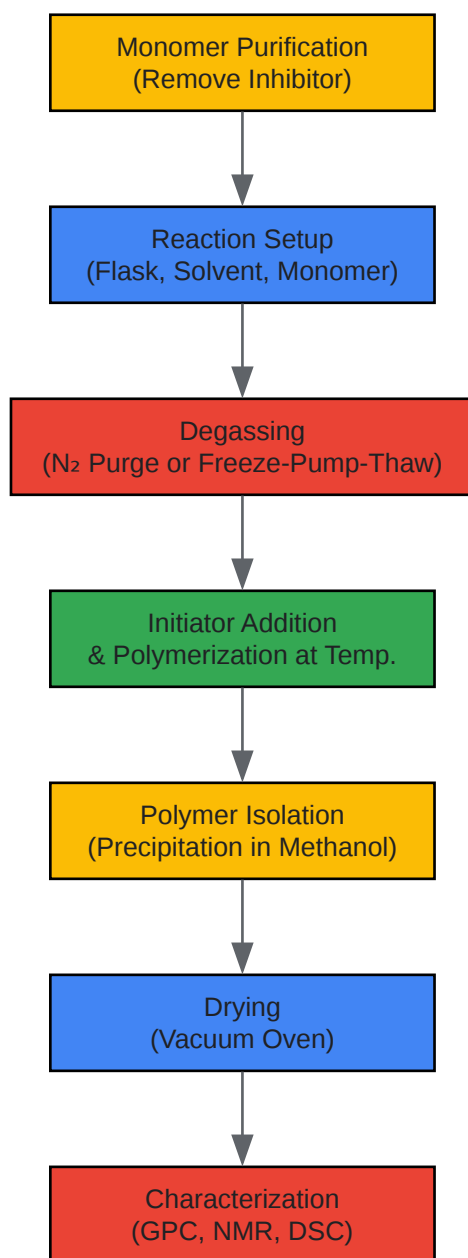 Monomer Purification
(Remove Inhibitor)
Reaction Setup
(Flask, Solvent, Monomer)
Degassing
(N₂ Purge or Freeze-Pump-Thaw)
Initiator Addition
& Polymerization at Temp.
Polymer Isolation
(Precipitation in Methanol)
Drying
(Vacuum Oven)
Characterization
(GPC, NMR, DSC)